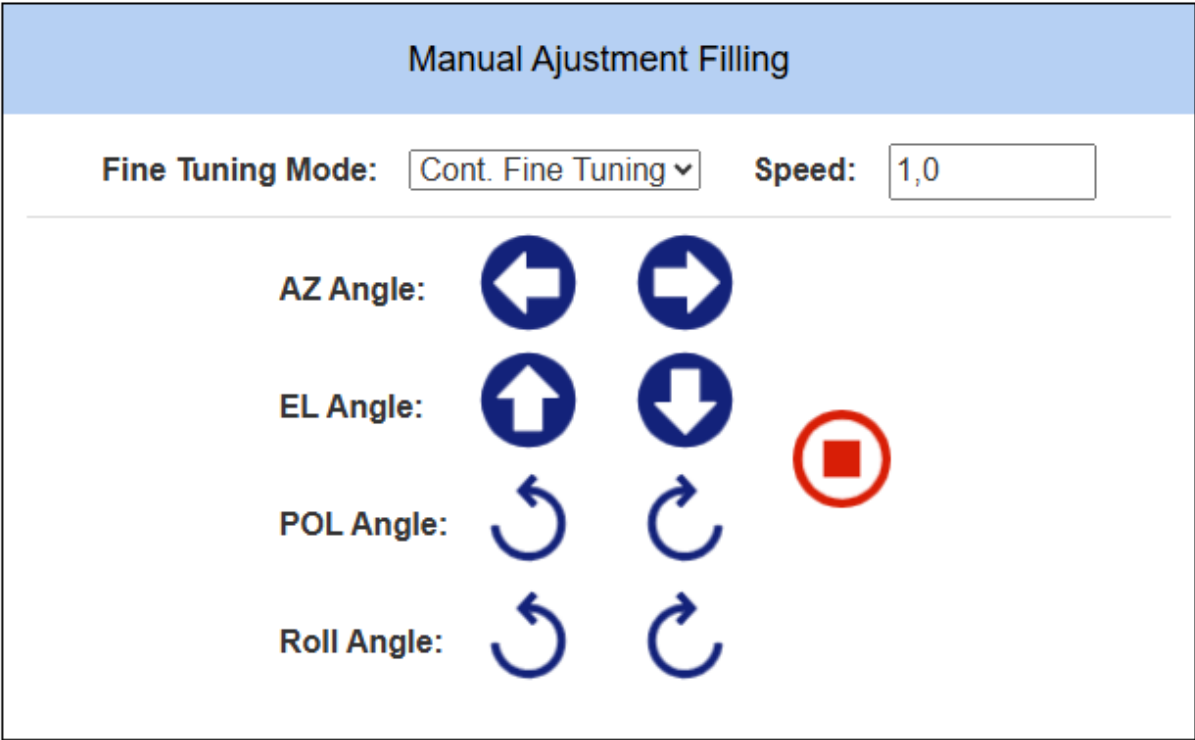 Manual Ajustment Filling
Fine Tuning Mode: Cont. Fine Tuning Speed: 1,0
AZ Angle:
EL Angle:
POL Angle:
Roll Angle: